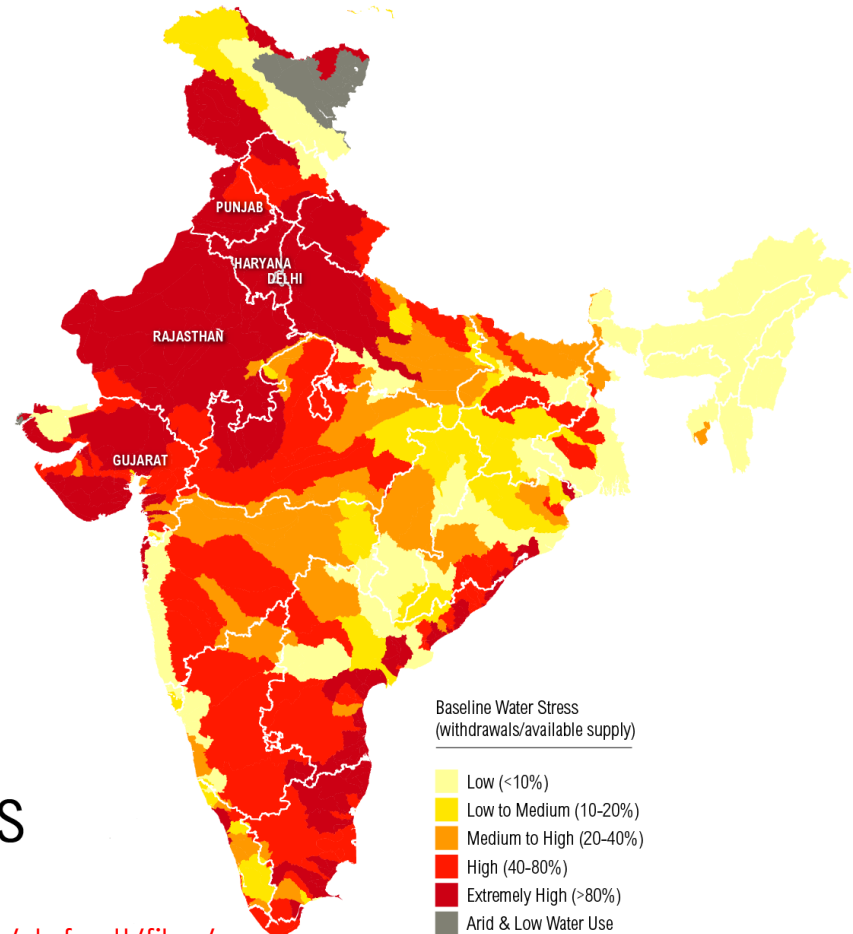 PUNJAB
HARYANA
DELHI
RAJASTHAN
GUJARAT
Baseline Water Stress
(withdrawals/available supply)
Low (<10%)
Low to Medium (10-20%)
Medium to High (20-40%)
High (40-80%)
Extremely High (>80%)
Arid & Low Water Use
S